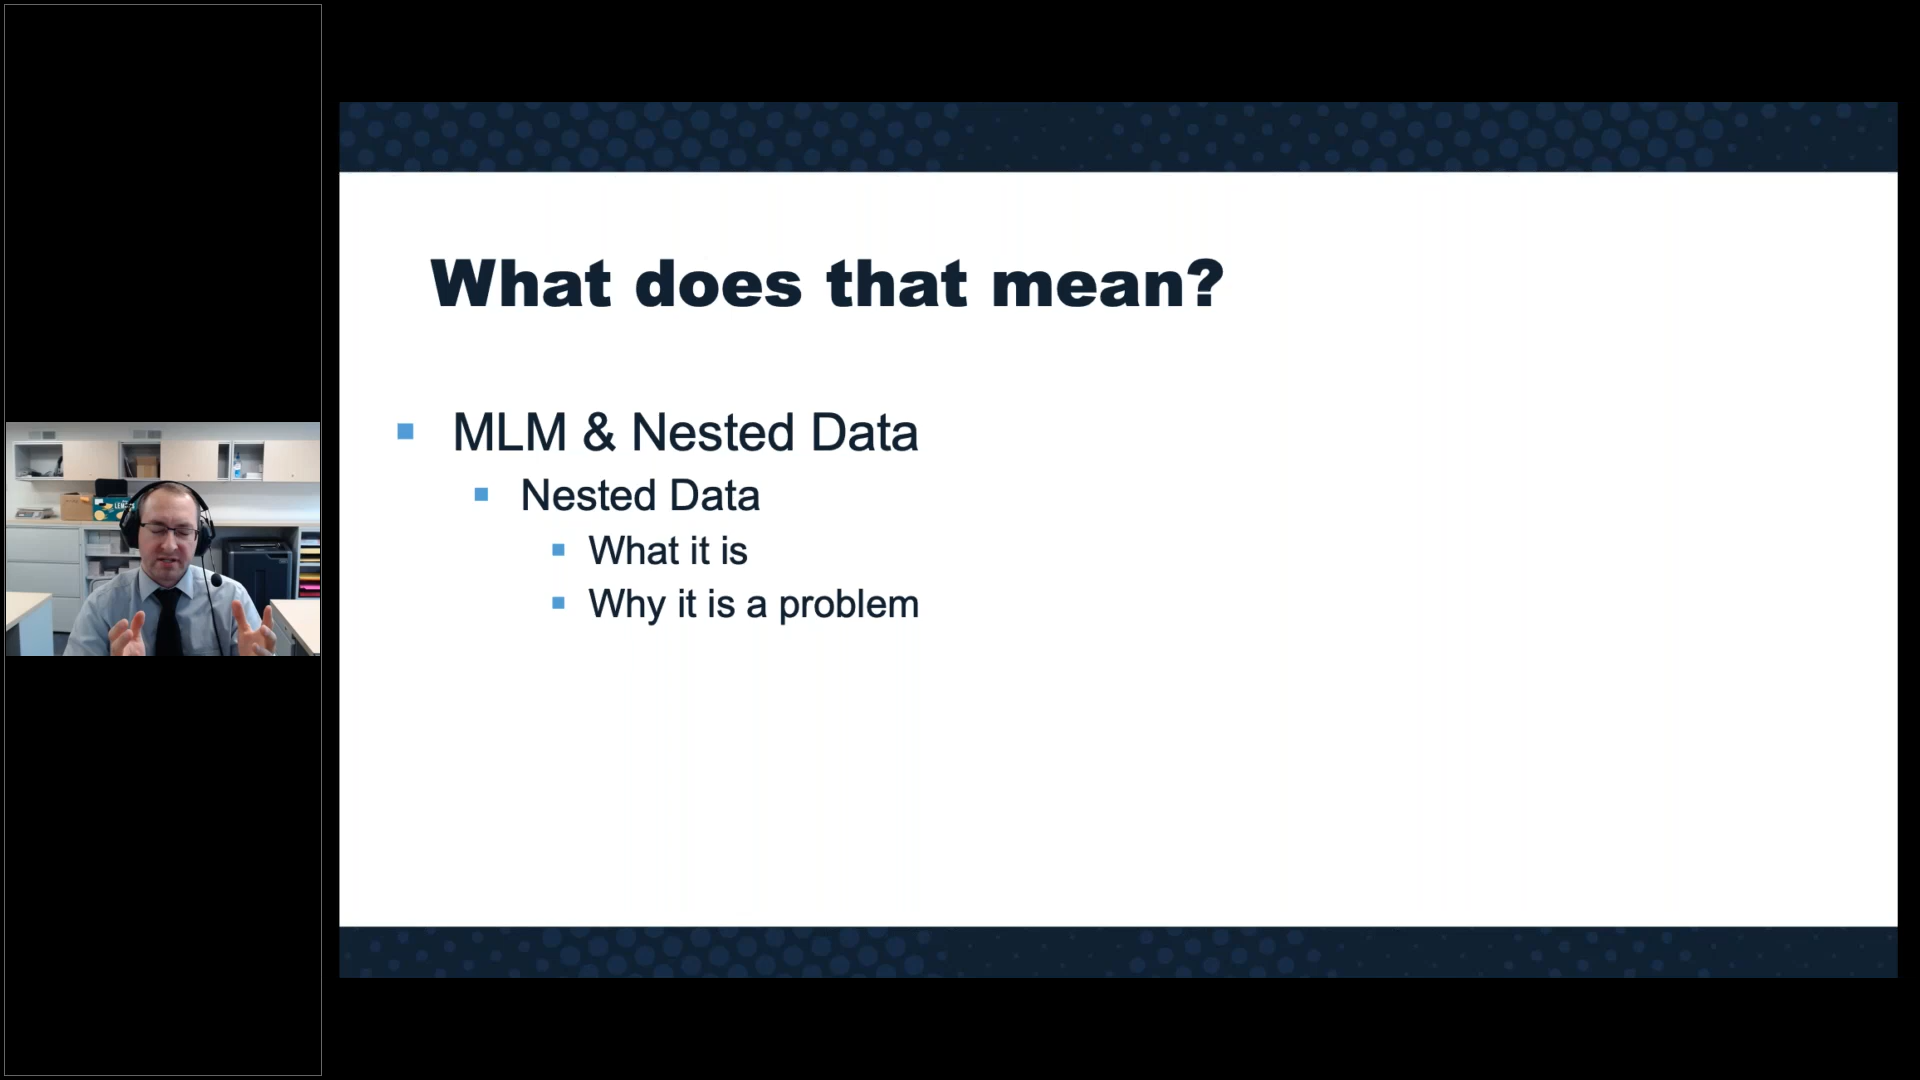 What does that mean?
MLM & Nested Data
Nested Data
What it is
Why it is a problem